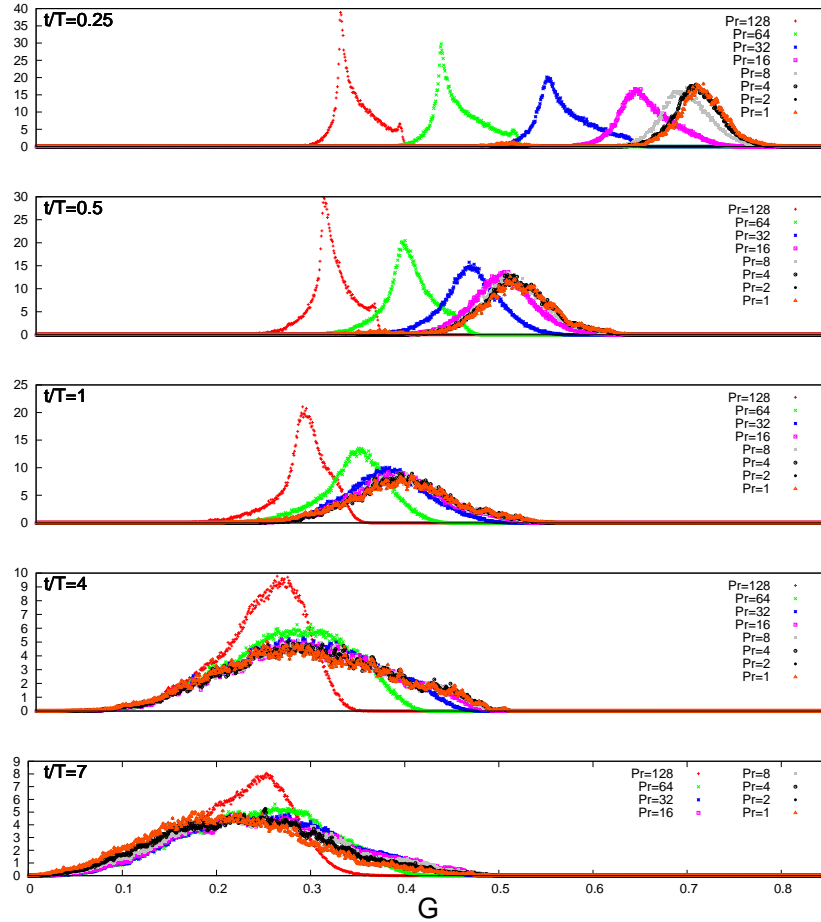 t/T=0.25
40
35
30
25
20
15
10
5
0
Pr=128
Pr=64
Pr=32
Pr=16
Pr=8
Pr=4
Pr=2
Pr=1
t/T=0.5
30
25
20
15
10
5
0
Pr=128
Pr=64
Pr=32
Pr=16
Pr=8
Pr=4
Pr=2
Pr=1
t/T=1
25
20
15
10
5
0
Pr=128
Pr=64
Pr=32
Pr=16
Pr=8
Pr=4
Pr=2
Pr=1
t/T=4
10
9
8
7
6
5
4
3
2
1
0
Pr=128
Pr=64
Pr=32
Pr=16
Pr=8
Pr=4
Pr=2
Pr=1
t/T=7
9
8
7
6
5
4
3
2
1
0
Pr=128 Pr=8
Pr=64 Pr=4
Pr=32 Pr=2
Pr=16 Pr=1
0 0.1 0.2 0.3 0.4 0.5 0.6 0.7 0.8
G